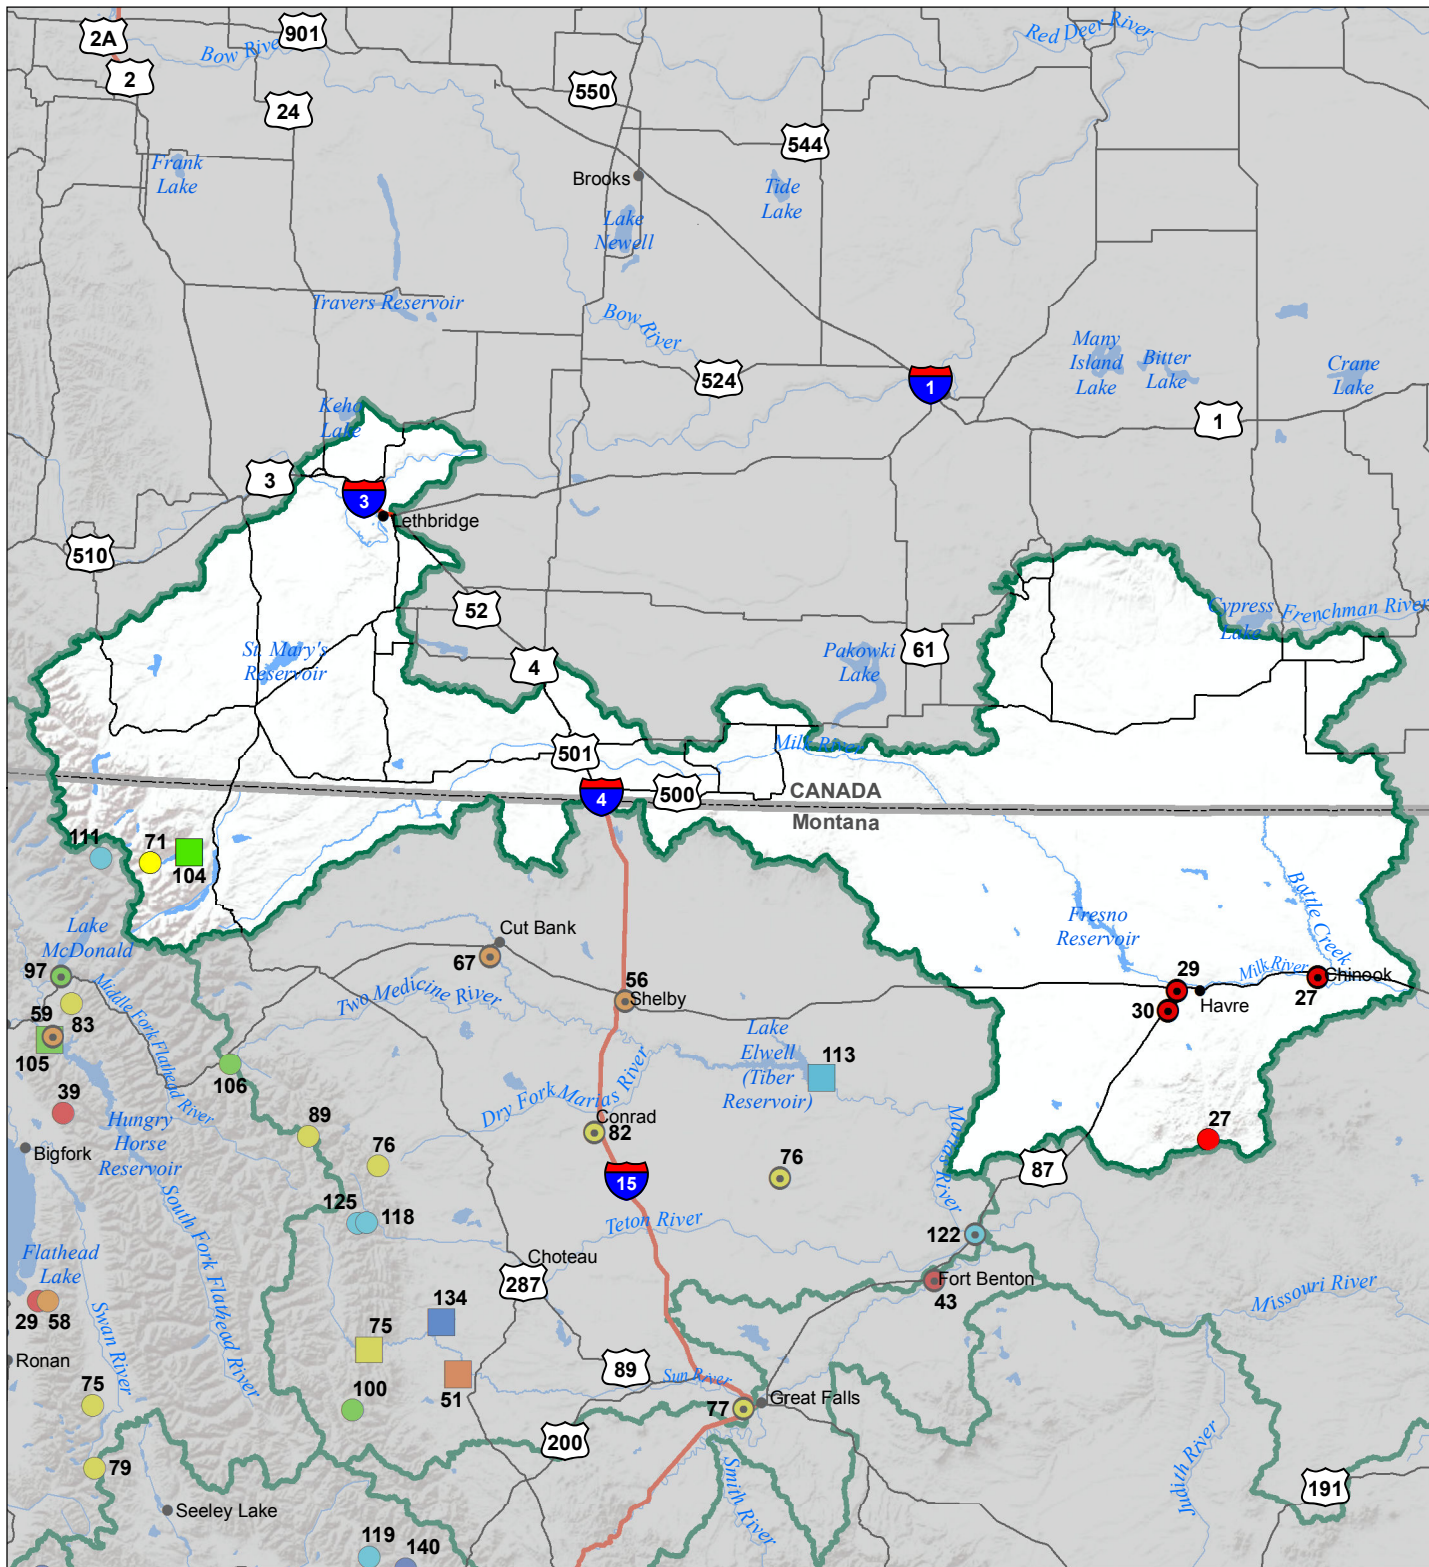 2A
901
Bow River
Red Deer River
2
550
24
544
Frank
Lake
Brooks
Tide
Lake
Lake
Newell
Travers Reservoir
Bow River
Many
Island
Lake
Bitter
Lake
Crane
Lake
524
1
1
Keho
Lake
3
3
Lethbridge
510
52
Cypress
Lake
Frenchman River
St. Mary's
Reservoir
4
Pakowki
Lake
61
501
Milk River
4
500
CANADA
Montana
111
71
104
Battle Creek
Lake
McDonald
Cut Bank
Fresno
Reservoir
97
67
56
Shelby
29
Milk River
Chinook
27
Havre
30
Two Medicine River
Middle Fork Flathead River
59
83
105
Lake
Elwell
(Tiber
Reservoir)
113
106
39
Dry Fork Marias River
Marias River
Hungry
Horse
Reservoir
89
Conrad
82
27
Bigfork
76
76
87
15
South Fork Flathead River
125
118
Teton River
122
Flathead
Lake
Choteau
287
Fort Benton
43
Missouri River
29
58
Swan River
134
75
Ronan
89
Sun River
51
75
100
77
Great Falls
200
79
Smith River
Judith River
191
Seeley Lake
119
140